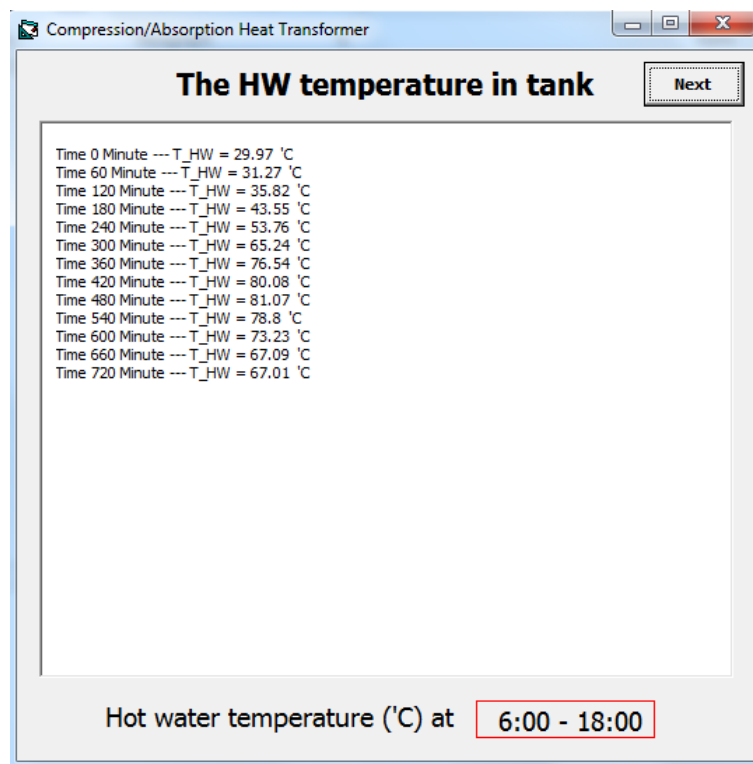 Compression/Absorption Heat Transformer
The HW temperature in tank
Next
Time 0 Minute --- T_HW = 29.97 'C
Time 60 Minute --- T_HW = 31.27 'C
Time 120 Minute --- T_HW = 35.82 'C
Time 180 Minute --- T_HW = 43.55 'C
Time 240 Minute --- T_HW = 53.76 'C
Time 300 Minute --- T_HW = 65.24 'C
Time 360 Minute --- T_HW = 76.54 'C
Time 420 Minute --- T_HW = 80.08 'C
Time 480 Minute --- T_HW = 81.07 'C
Time 540 Minute --- T_HW = 78.8 'C
Time 600 Minute --- T_HW = 73.23 'C
Time 660 Minute --- T_HW = 67.09 'C
Time 720 Minute --- T_HW = 67.01 'C
Hot water temperature ('C) at 6:00 - 18:00